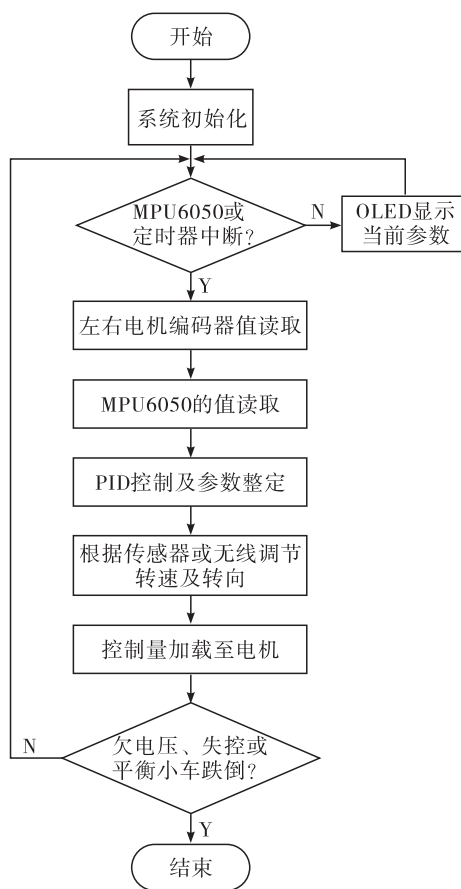 开始
系统初始化
MPU6050或
定时器中断?
N
OLED显示
当前参数
Y
左右电机编码器值读取
MPU6050的值读取
PID控制及参数整定
根据传感器或无线调节
转速及转向
控制量加载至电机
N
欠电压、失控或
平衡小车跌倒?
Y
结束